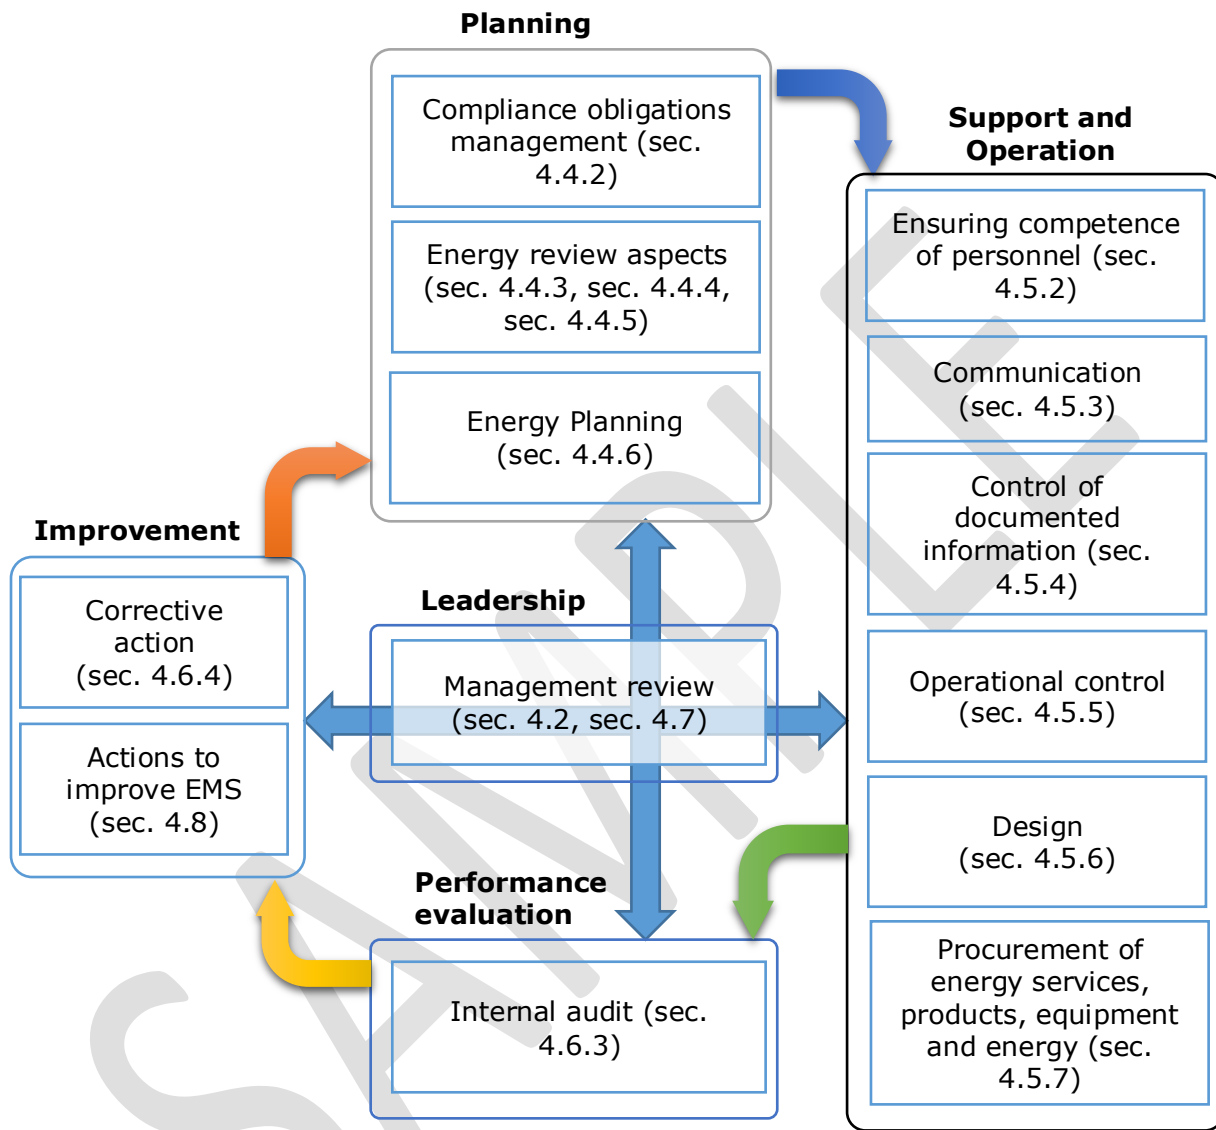 Planning
Compliance obligations
management (sec.
4.4.2)
Energy review aspects
(sec. 4.4.3, sec. 4.4.4,
sec. 4.4.5)
Energy Planning
(sec. 4.4.6)
Support and
Operation
Ensuring competence
of personnel (sec.
4.5.2)
Communication
(sec. 4.5.3)
Control of
documented
information (sec.
4.5.4)
Operational control
(sec. 4.5.5)
Design
(sec. 4.5.6)
Procurement of
energy services,
products, equipment
and energy (sec.
4.5.7)
Improvement
Corrective
action
(sec. 4.6.4)
Actions to
improve EMS
(sec. 4.8)
Leadership
Management review
(sec. 4.2, sec. 4.7)
Performance
evaluation
Internal audit (sec.
4.6.3)
SAMPLE